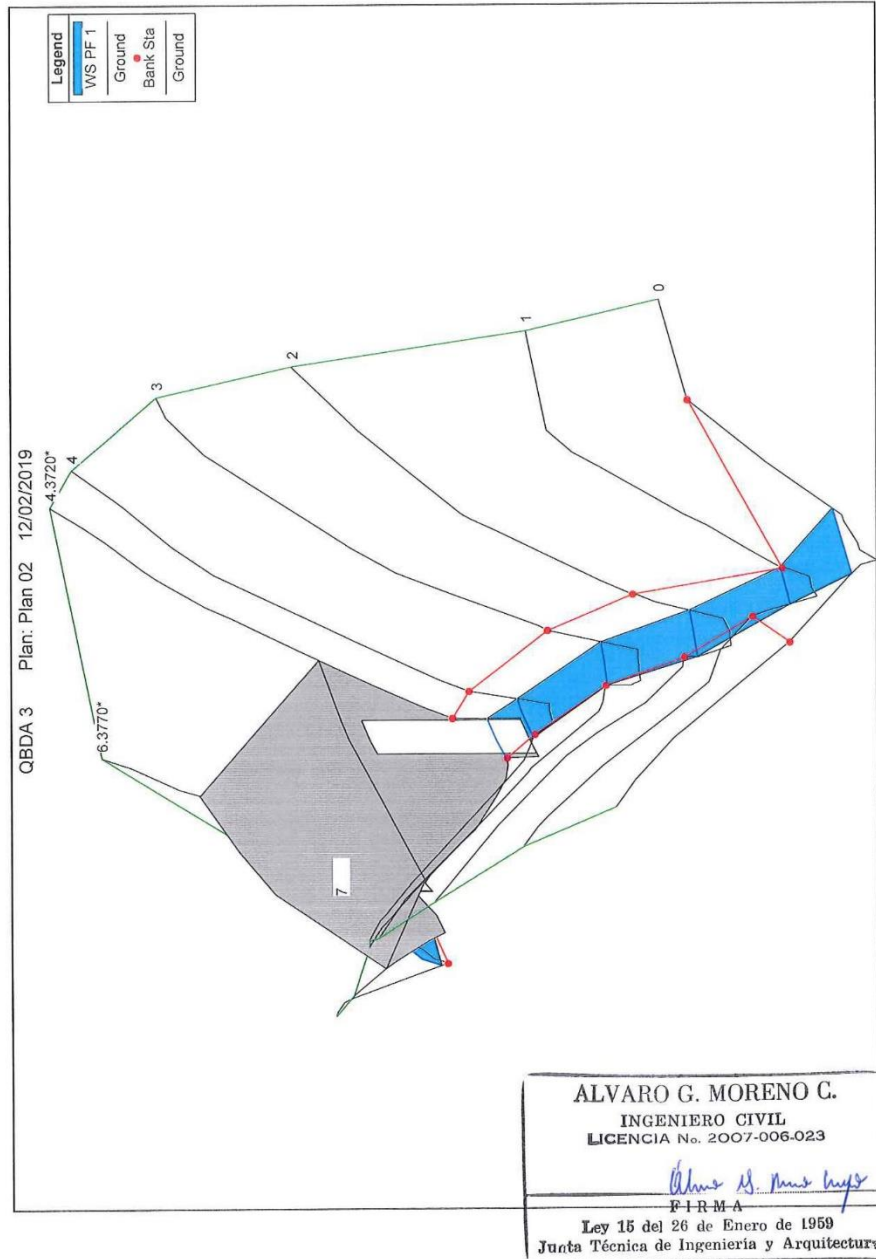 QBDA 3 Plan: Plan 02 12/02/2019
Legend
WS PF 1
Ground
Bank Sta
Ground
6.3770*
4.3720*
4
3
2
1
0
7
ALVARO G. MORENO C.
INGENIERO CIVIL
LICENCIA No. 2007-006-023
FIRMA
Ley 15 del 26 de Enero de 1959
Junta Técnica de Ingeniería y Arquitectura